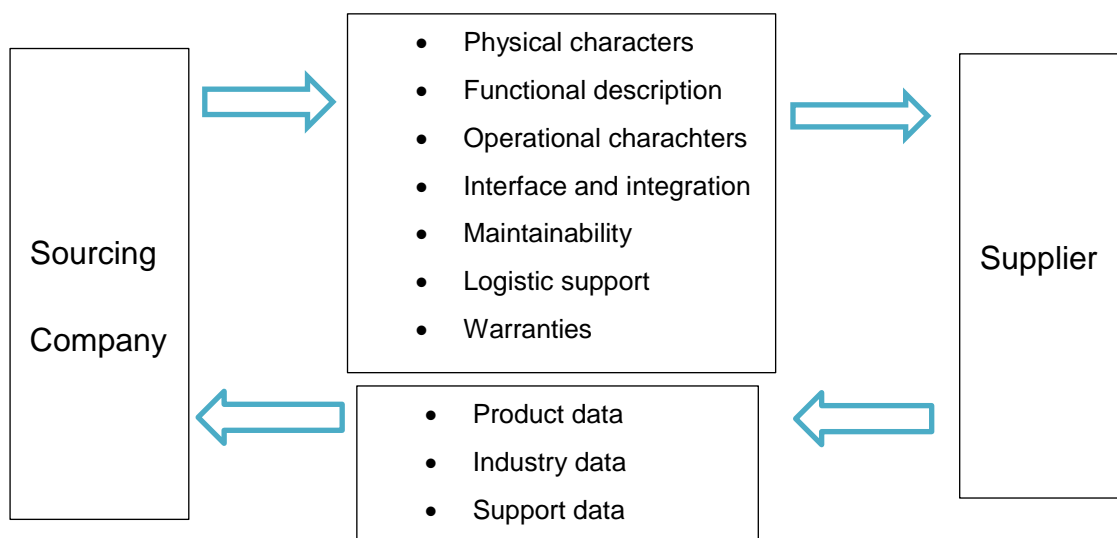 Sourcing
Company
• Physical characters
• Functional description
• Operational charachters
• Interface and integration
• Maintainability
• Logistic support
• Warranties
• Product data
• Industry data
• Support data
Supplier